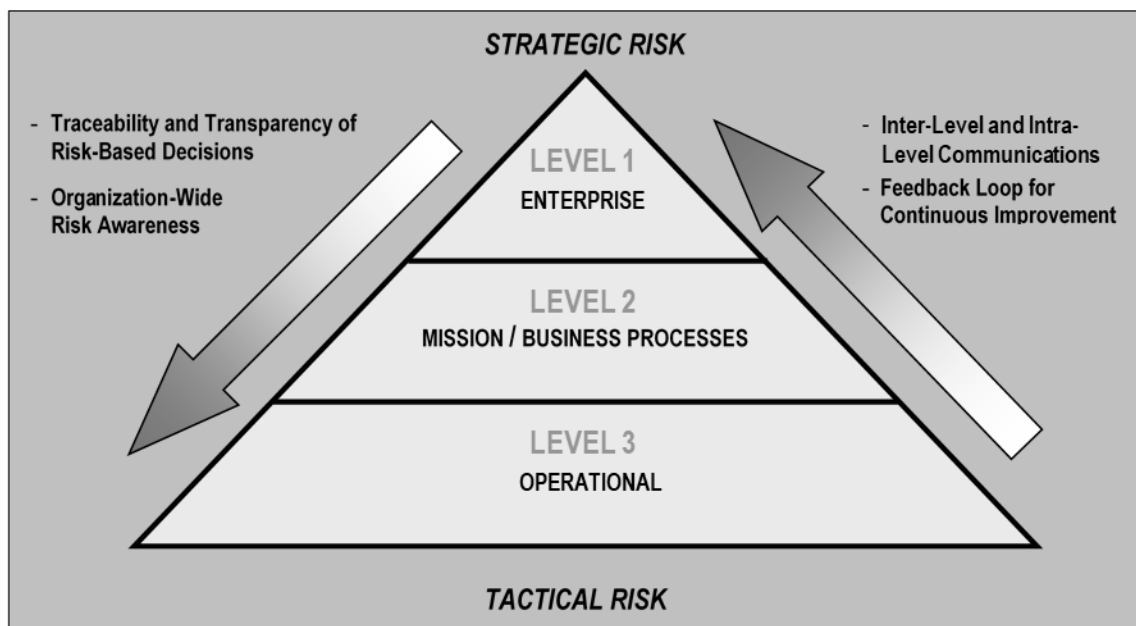 STRATEGIC RISK
- Traceability and Transparency of
Risk-Based Decisions
- Organization-Wide
Risk Awareness
- Inter-Level and Intra-
Level Communications
- Feedback Loop for
Continuous Improvement
LEVEL 1
ENTERPRISE
LEVEL 2
MISSION / BUSINESS PROCESSES
LEVEL 3
OPERATIONAL
TACTICAL RISK